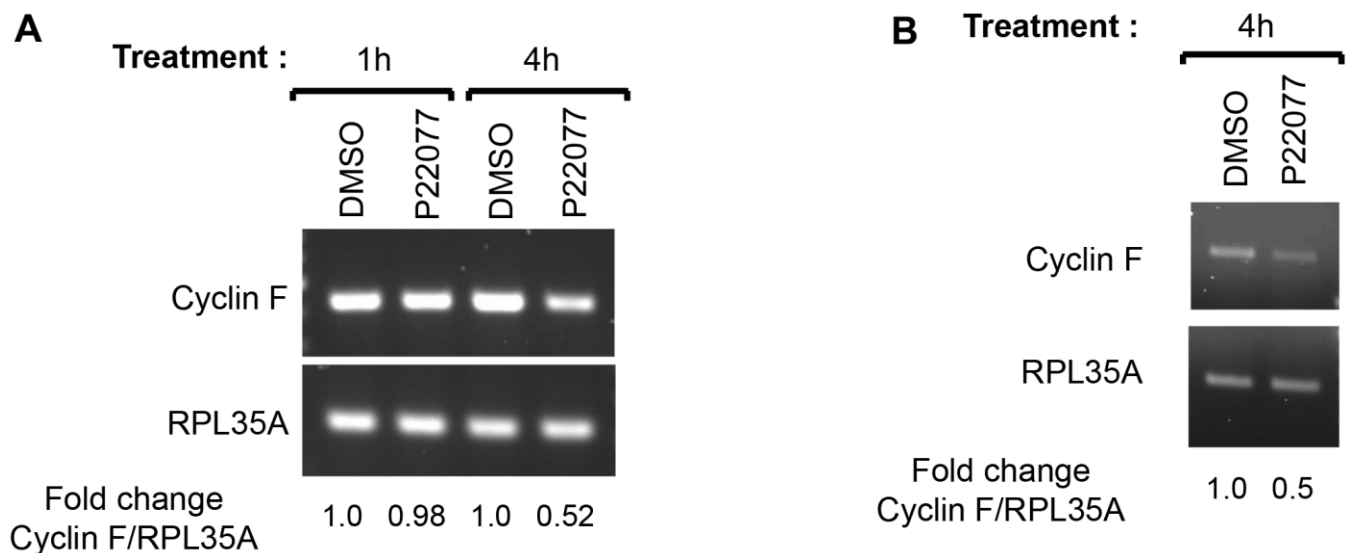 A
Treatment :
1h
4h
DMSO
P22077
DMSO
P22077
Cyclin F
RPL35A
Fold change
Cyclin F/RPL35A
1.0 0.98 1.0 0.52
B
Treatment :
4h
DMSO
P22077
Cyclin F
RPL35A
Fold change
Cyclin F/RPL35A
1.0 0.5